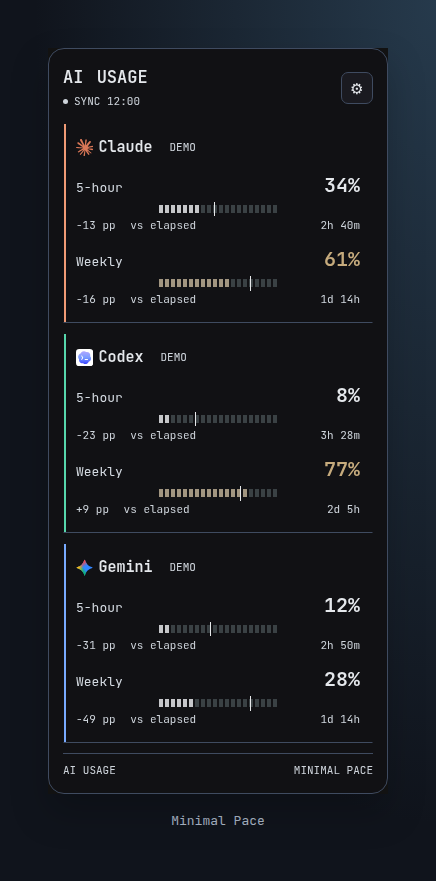 AI USAGE
SYNC 12:00
Claude DEMO
5-hour 34%
-13 pp vs elapsed 2h 40m
Weekly 61%
-16 pp vs elapsed 1d 14h
Codex DEMO
5-hour 8%
-23 pp vs elapsed 3h 28m
Weekly 77%
+9 pp vs elapsed 2d 5h
Gemini DEMO
5-hour 12%
-31 pp vs elapsed 2h 50m
Weekly 28%
-49 pp vs elapsed 1d 14h
AI USAGE MINIMAL PACE
Minimal Pace